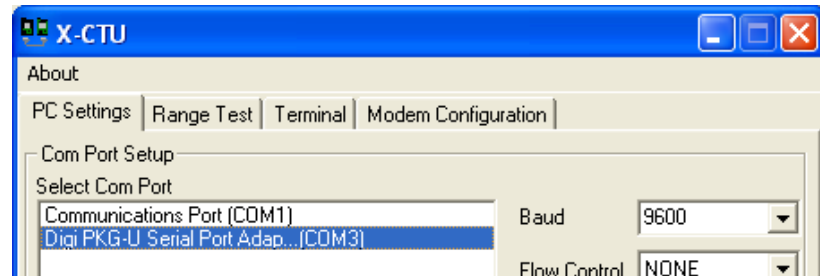 X-CTU
About
PC Settings Range Test Terminal Modem Configuration
Com Port Setup
Select Com Port
Communications Port (COM1)
Digi PKG-U Serial Port Adap...(COM3)
Baud 9600
Flow Control NONE